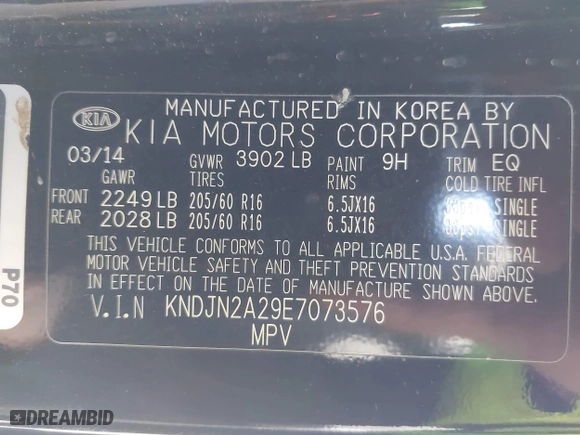 MANUFACTURED IN KOREA BY
KIA KIA MOTORS CORPORATION
03/14 GVWR 3902 LB PAINT 9H TRIM EQ
GAWR TIRES RIMS COLD TIRE INFL
FRONT 2249 LB 205/60 R16 6.5JX16 SINGLE
REAR 2028 LB 205/60 R16 6.5JX16 SINGLE
THIS VEHICLE CONFORMS TO ALL APPLICABLE U.S.A. FEDERAL
MOTOR VEHICLE SAFETY AND THEFT PREVENTION STANDARDS
IN EFFECT ON THE DATE OF MANUFACTURE SHOWN ABOVE.
V.I.N KNDJN2A29E7073576
MPV
P70
DREAMBID